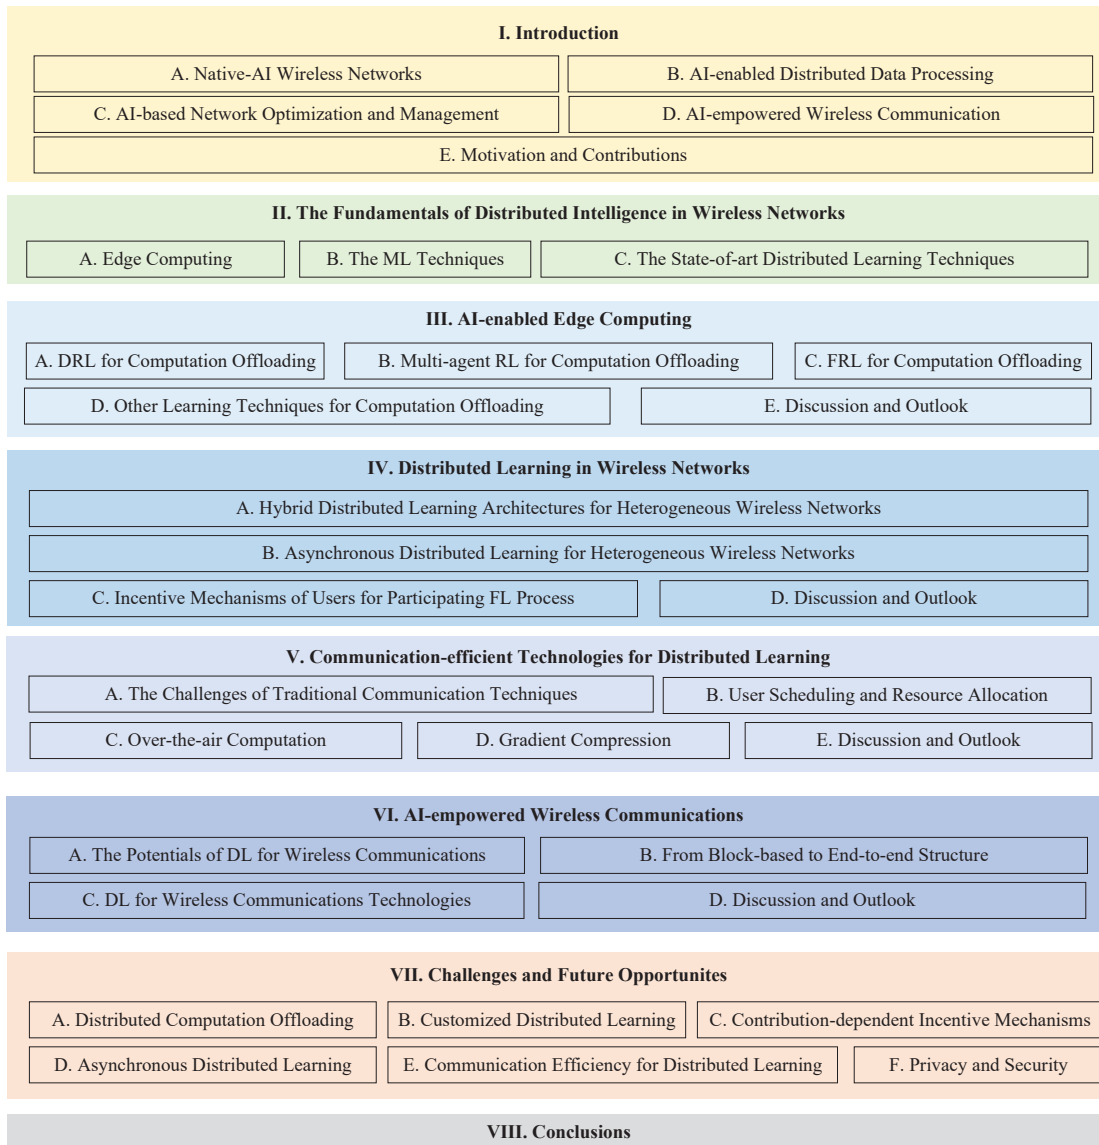 I. Introduction
A. Native-AI Wireless Networks
B. AI-enabled Distributed Data Processing
C. AI-based Network Optimization and Management
D. AI-empowered Wireless Communication
E. Motivation and Contributions
II. The Fundamentals of Distributed Intelligence in Wireless Networks
A. Edge Computing
B. The ML Techniques
C. The State-of-art Distributed Learning Techniques
III. AI-enabled Edge Computing
A. DRL for Computation Offloading
B. Multi-agent RL for Computation Offloading
C. FRL for Computation Offloading
D. Other Learning Techniques for Computation Offloading
E. Discussion and Outlook
IV. Distributed Learning in Wireless Networks
A. Hybrid Distributed Learning Architectures for Heterogeneous Wireless Networks
B. Asynchronous Distributed Learning for Heterogeneous Wireless Networks
C. Incentive Mechanisms of Users for Participating FL Process
D. Discussion and Outlook
V. Communication-efficient Technologies for Distributed Learning
A. The Challenges of Traditional Communication Techniques
B. User Scheduling and Resource Allocation
C. Over-the-air Computation
D. Gradient Compression
E. Discussion and Outlook
VI. AI-empowered Wireless Communications
A. The Potentials of DL for Wireless Communications
B. From Block-based to End-to-end Structure
C. DL for Wireless Communications Technologies
D. Discussion and Outlook
VII. Challenges and Future Opportunites
A. Distributed Computation Offloading
B. Customized Distributed Learning
C. Contribution-dependent Incentive Mechanisms
D. Asynchronous Distributed Learning
E. Communication Efficiency for Distributed Learning
F. Privacy and Security
VIII. Conclusions